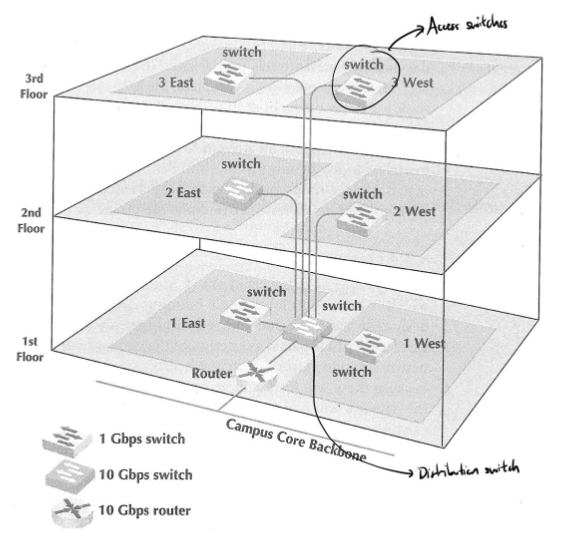 Access switches
switch
switch
3rd
Floor
3 East
3 West
switch
2 East
switch
2nd
Floor
2 West
switch
switch
1 East
1 West
1st
Floor
switch
Router
Campus Core Backbone
1 Gbps switch
Distribution switch
10 Gbps switch
10 Gbps router